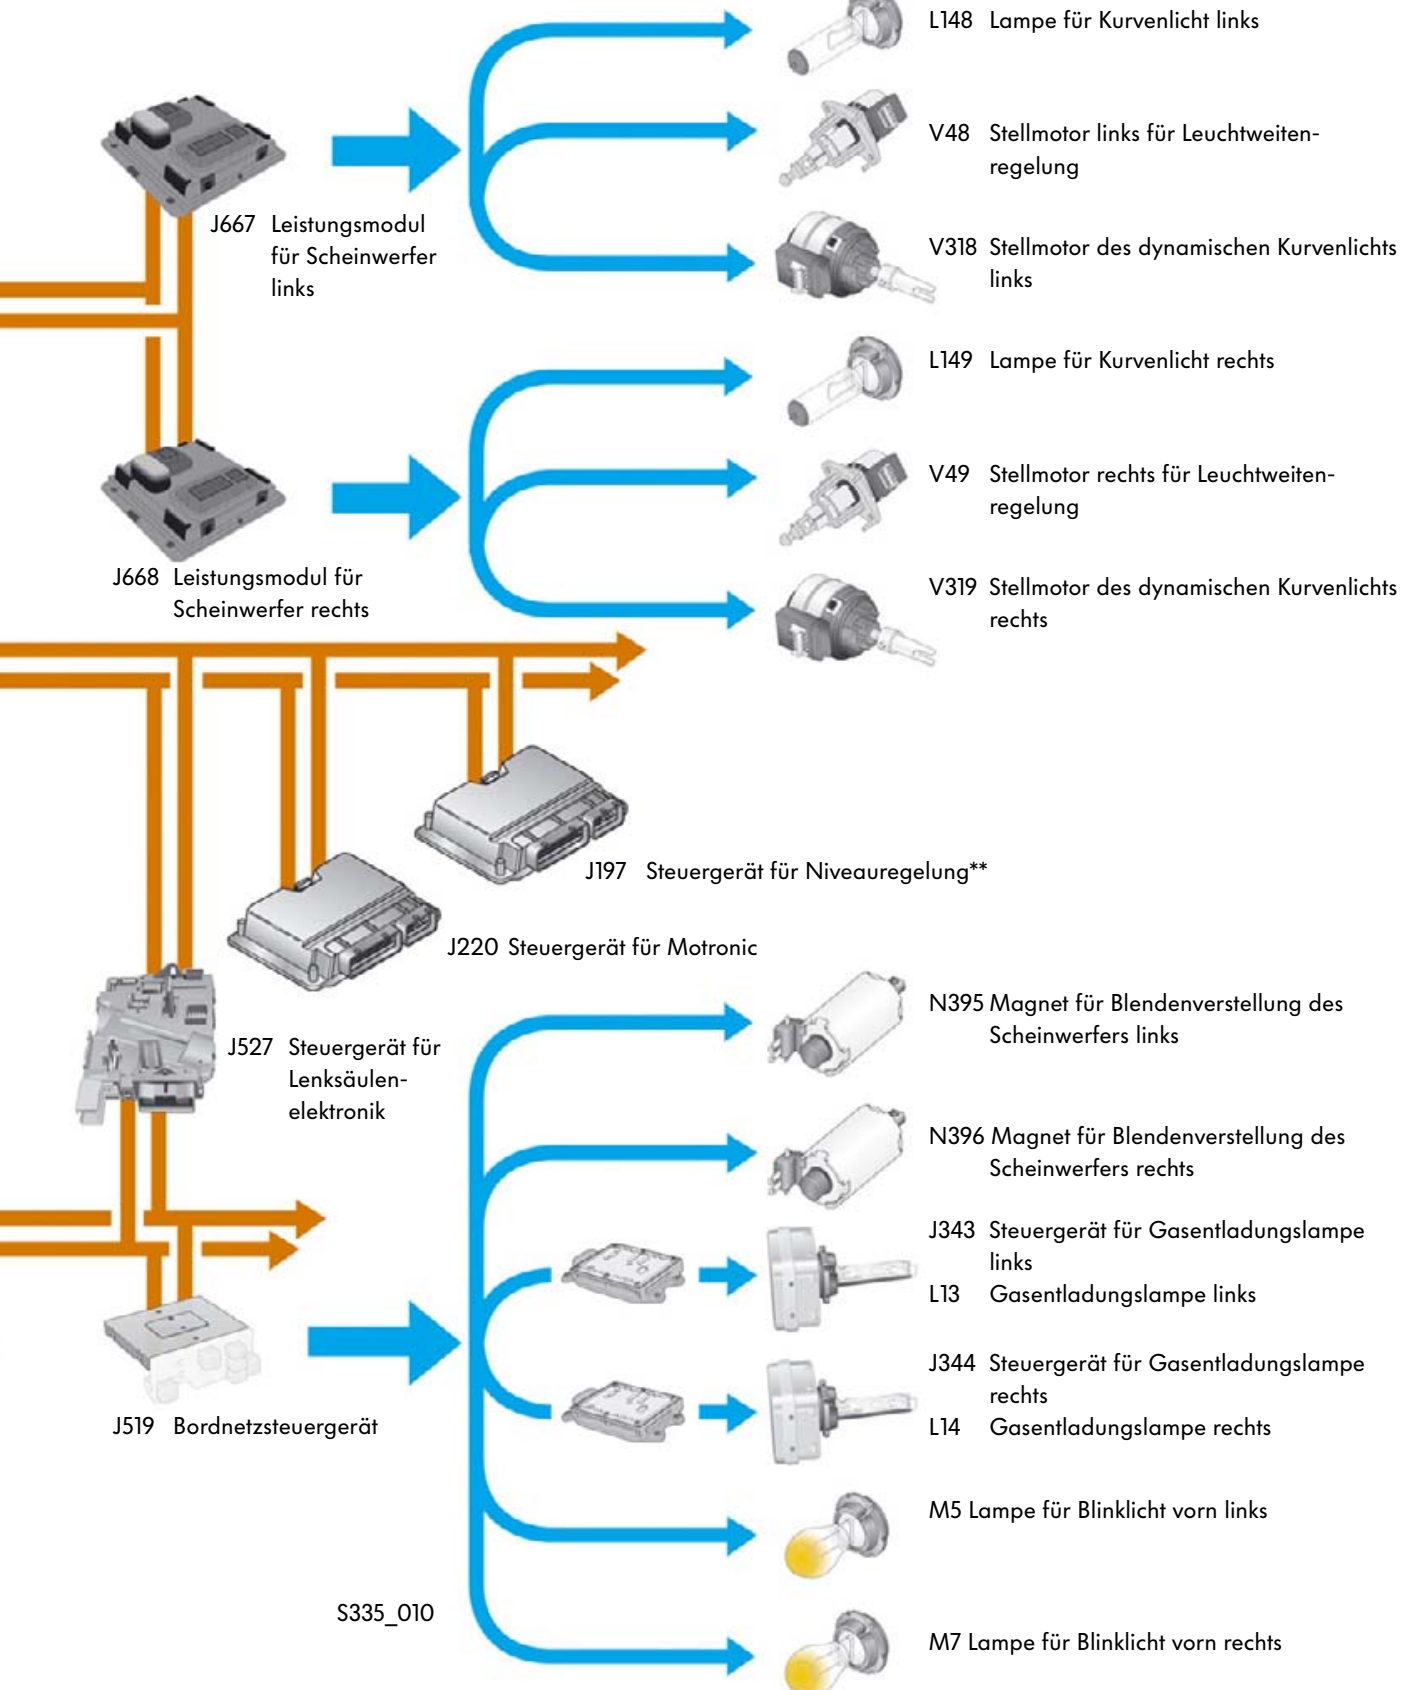 L148 Lampe für Kurvenlicht links
V48 Stellmotor links für Leuchtweiten-
regelung
J667 Leistungsmodul
für Scheinwerfer
links
V318 Stellmotor des dynamischen Kurvenlichts
links
L149 Lampe für Kurvenlicht rechts
V49 Stellmotor rechts für Leuchtweiten-
regelung
J668 Leistungsmodul für
Scheinwerfer rechts
V319 Stellmotor des dynamischen Kurvenlichts
rechts
J197 Steuergerät für Niveauregelung**
J220 Steuergerät für Motronic
J527 Steuergerät für
Lenksäulen-
elektronik
N395 Magnet für Blendenverstellung des
Scheinwerfers links
N396 Magnet für Blendenverstellung des
Scheinwerfers rechts
J343 Steuergerät für Gasentladungslampe
links
L13 Gasentladungslampe links
J344 Steuergerät für Gasentladungslampe
rechts
L14 Gasentladungslampe rechts
J519 Bordnetzsteuergerät
M5 Lampe für Blinklicht vorn links
S335_010
M7 Lampe für Blinklicht vorn rechts